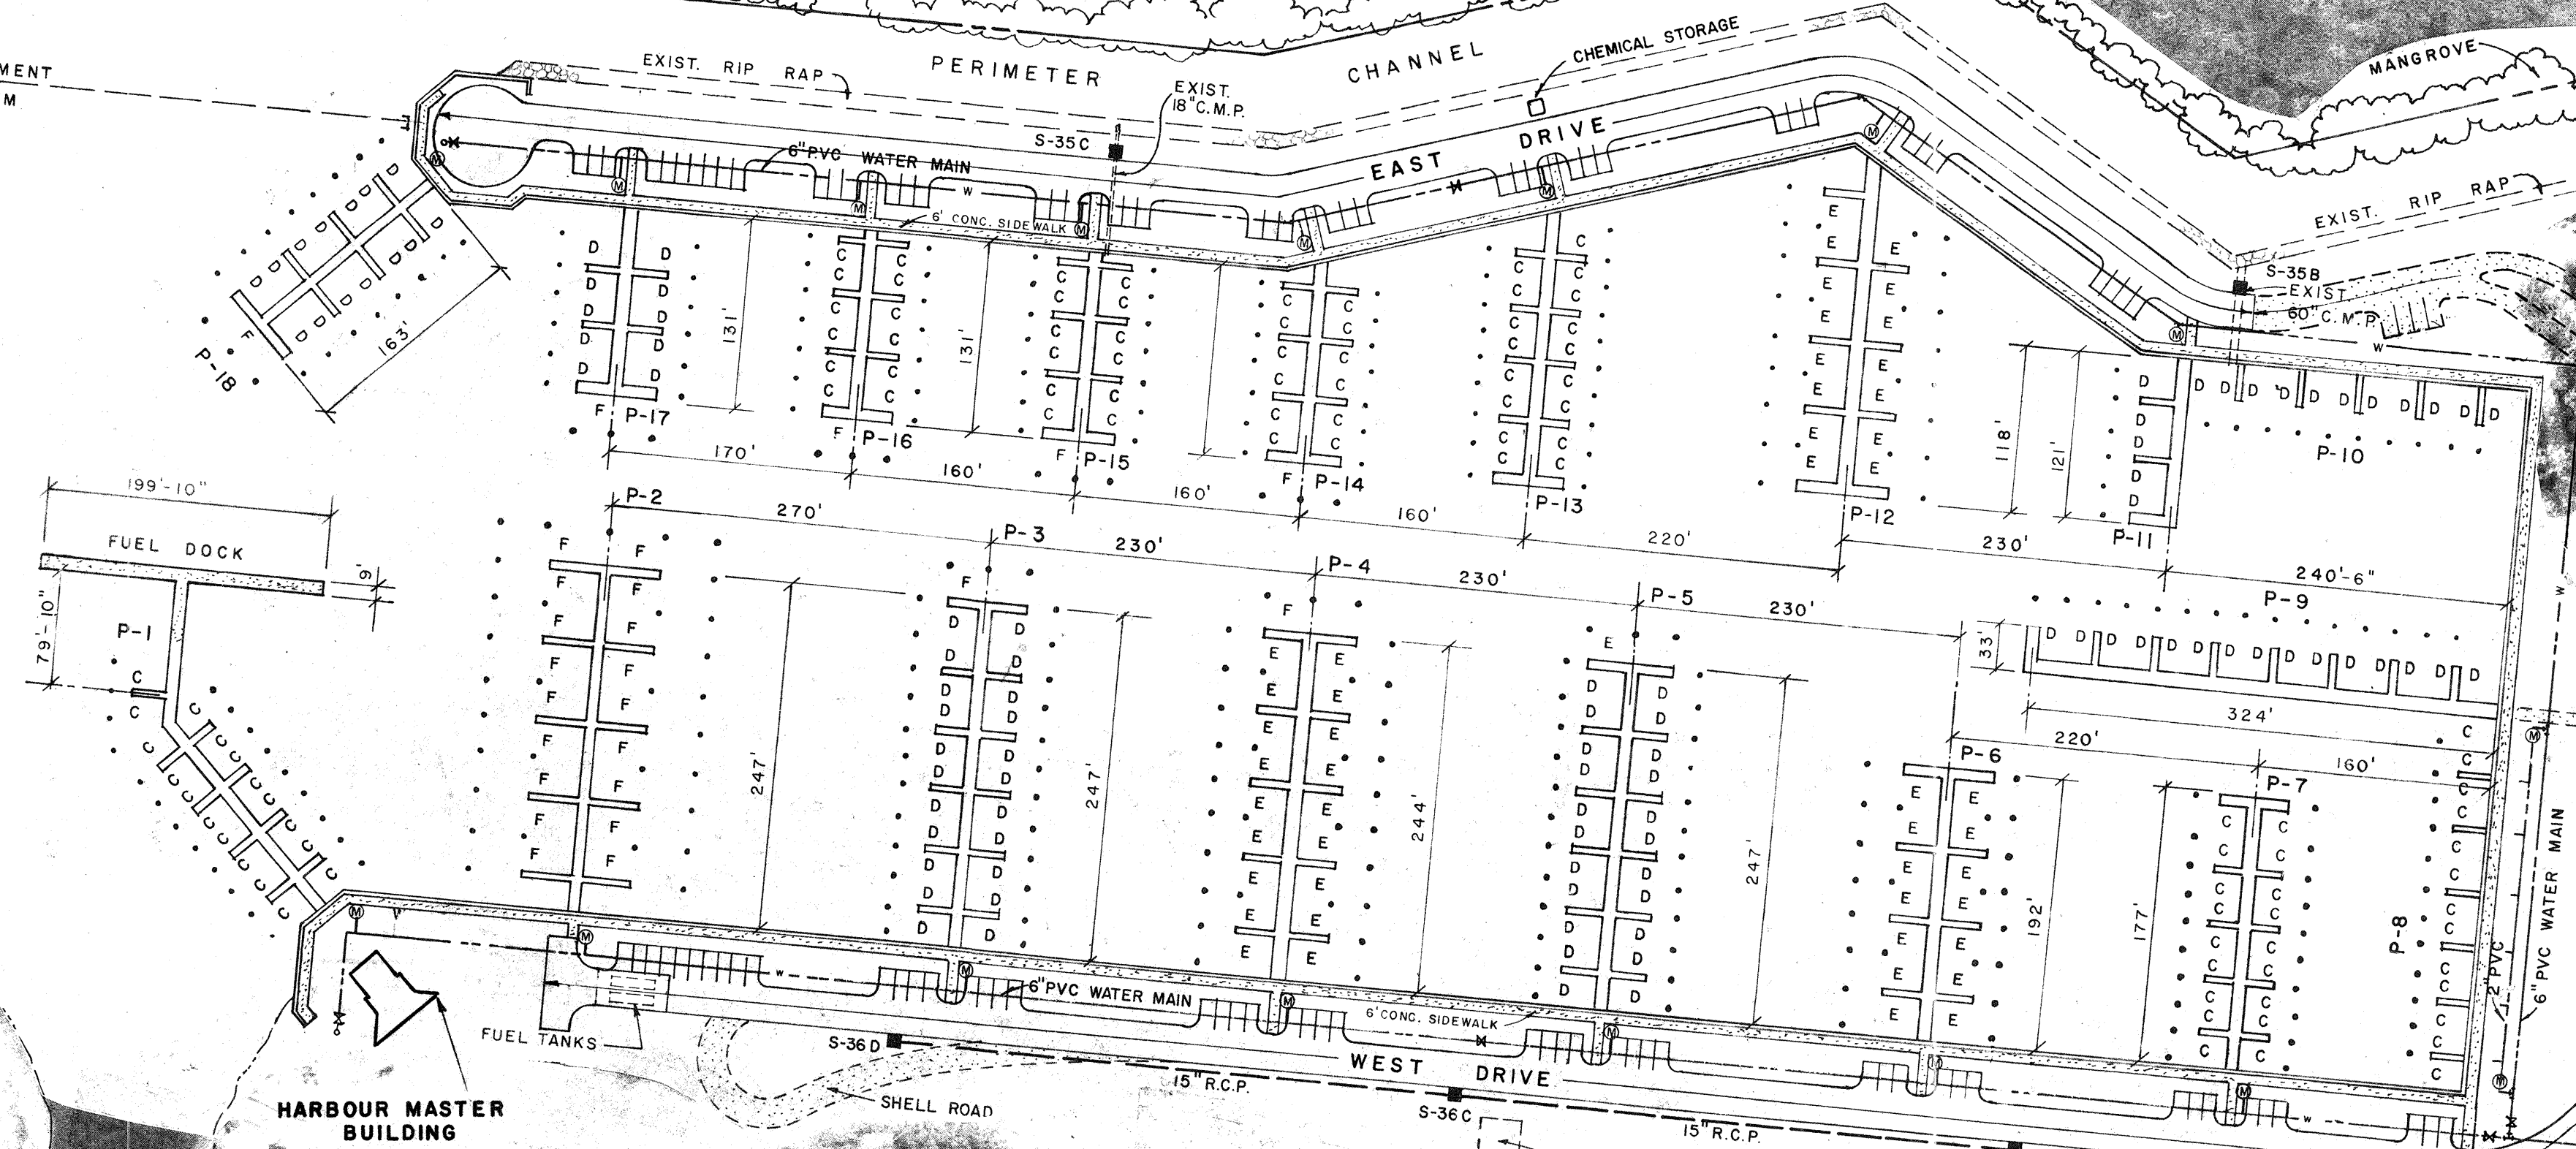 MENT
M
EXIST. RIP RAP
PERIMETER CHANNEL
EXIST.
18"C.M.P.
CHEMICAL STORAGE
MANGROVE
S-35C
6"PVC WATER MAIN
W
EAST DRIVE
6' CONC. SIDEWALK
EXIST. RIP RAP
S-35B
EXIST.
60"C.M.P.
W
163'
P-18
F
131'
131'
118'
121'
F P-17
F P-16
F P-15
F P-14
P-13
P-12
P-11
P-10
170'
160'
160'
160'
220'
230'
240'-6"
199'-10"
FUEL DOCK
9'
79'-10"
P-1
P-2
270'
P-3
230'
P-4
230'
P-5
230'
P-9
33'
324'
220'
P-6
160'
P-7
P-8
247'
247'
244'
247'
192'
177'
D D D D D D D D
C C C C C C C C
E E E E E E E E
F F F F F F F F
M M M M M M M M
2"PVC
6"PVC WATER MAIN
W
6"PVC WATER MAIN
6'CONC. SIDEWALK
FUEL TANKS
S-36D
WEST DRIVE
15"R.C.P.
SHELL ROAD
S-36C
15"R.C.P.
W
HARBOUR MASTER
BUILDING